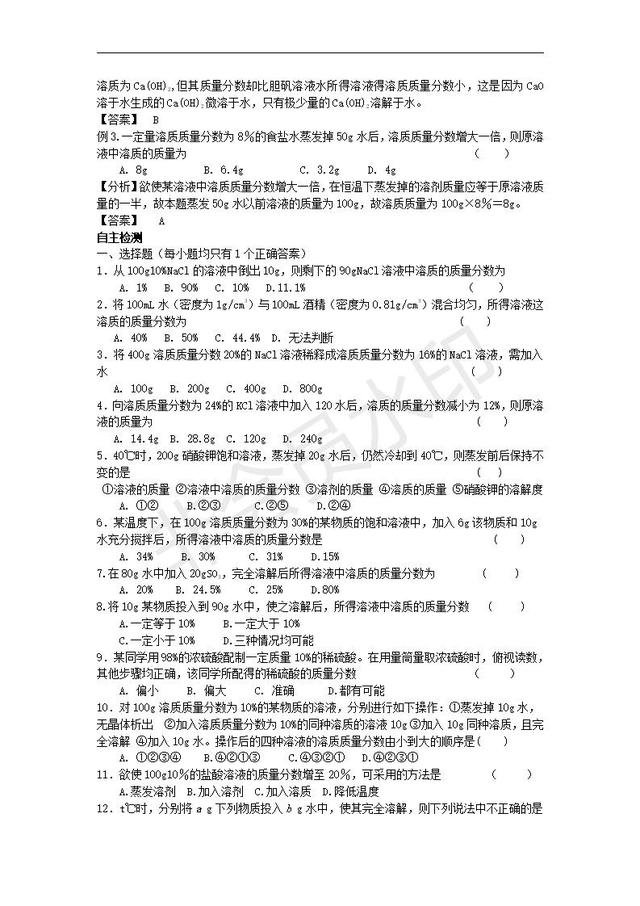 溶质为Ca(OH)₂,但其质量分数却比胆矾溶液水所得溶液得溶质质量分数小，这是因为CaO
溶于水生成的Ca(OH)₂微溶于水，只有极少量的Ca(OH)₂溶解于水。
【答案】 B
例3.一定量溶质质量分数为8%的食盐水蒸发掉50g水后，溶质质量分数增大一倍，则原溶
液中溶质的质量为 （ ）
A. 8g B. 6.4g C. 3.2g D. 4g
【分析】欲使某溶液中溶质质量分数增大一倍，在恒温下蒸发掉的溶剂质量应等于原溶液质
量的一半，故本题蒸发50g水以前溶液的质量为100g，故溶质质量为100g×8%＝8g。
【答案】 A
自主检测
一、选择题（每小题均只有1个正确答案）
1．从100g10%NaCl的溶液中倒出10g，则剩下的90gNaCl溶液中溶质的质量分数为
A. 1% B. 90% C. 10% D.11.1% （ ）
2．将100mL水（密度为1g/cm³）与100mL酒精（密度为0.81g/cm³）混合均匀，所得溶液这
溶质的质量分数为 （ ）
A. 40% B. 50% C. 44.4% D. 无法判断
3．将400g溶质质量分数20%的NaCl溶液稀释成溶质质量分数为16%的NaCl溶液，需加入
水 （ ）
A. 100g B. 200g C. 400g D. 800g
4．向溶质质量分数为24%的KCl溶液中加入120水后，溶质的质量分数减小为12%，则原溶
液的质量为 （ ）
A. 14.4g B. 28.8g C. 120g D. 240g
5．40℃时，200g硝酸钾饱和溶液，蒸发掉20g水后，仍然冷却到40℃，则蒸发前后保持不
变的是 （ ）
①溶液的质量 ②溶液中溶质的质量分数 ③溶剂的质量 ④溶质的质量 ⑤硝酸钾的溶解度
A. ①② B.②③ C.②⑤ D.②④
6．某温度下，在100g溶质质量分数为30%的某物质的饱和溶液中，加入6g该物质和10g
水充分搅拌后，所得溶液中溶质的质量分数是 （ ）
A. 34% B. 30% C. 31% D.15%
7.在80g水中加入20gSO₃，完全溶解后所得溶液中溶质的质量分数为 （ ）
A. 20% B. 24.5% C. 25% D.80%
8.将10g某物质投入到90g水中，使之溶解后，所得溶液中溶质的质量分数 （ ）
A.一定等于10% B.一定大于10%
C.一定小于10% D.三种情况均可能
9．某同学用98%的浓硫酸配制一定质量10%的稀硫酸。在用量筒量取浓硫酸时，俯视读数，
其他步骤均正确，该同学所配得的稀硫酸的质量分数 （ ）
A. 偏小 B. 偏大 C. 准确 D.都有可能
10．对100g溶质质量分数为10%的某物质的溶液，分别进行如下操作：①蒸发掉10g水，
无晶体析出 ②加入溶质质量分数为10%的同种溶质的溶液10g③加入10g同种溶质，且完
全溶解 ④加入10g水。操作后的四种溶液的溶质质量分数由小到大的顺序是（ ）
A. ①②③④ B.④②①③ C.④③②① D.④②③①
11．欲使100g10%的盐酸溶液的质量分数增至20%，可采用的方法是 （ ）
A.蒸发溶剂 B.加入溶剂 C.加入溶质 D.降低温度
12．t℃时，分别将a g下列物质投入b g水中，使其完全溶解，则下列说法中不正确的是
非会员水印